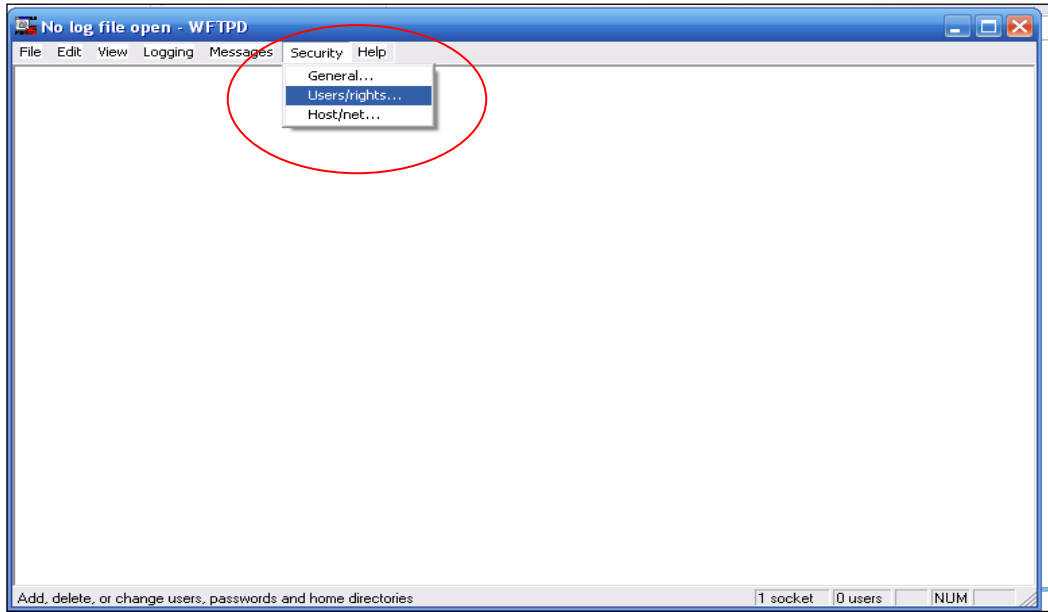 No log file open - WFTPD
File Edit View Logging Messages Security Help
General...
Users/rights...
Host/net...
Add, delete, or change users, passwords and home directories 1 socket 0 users NUM